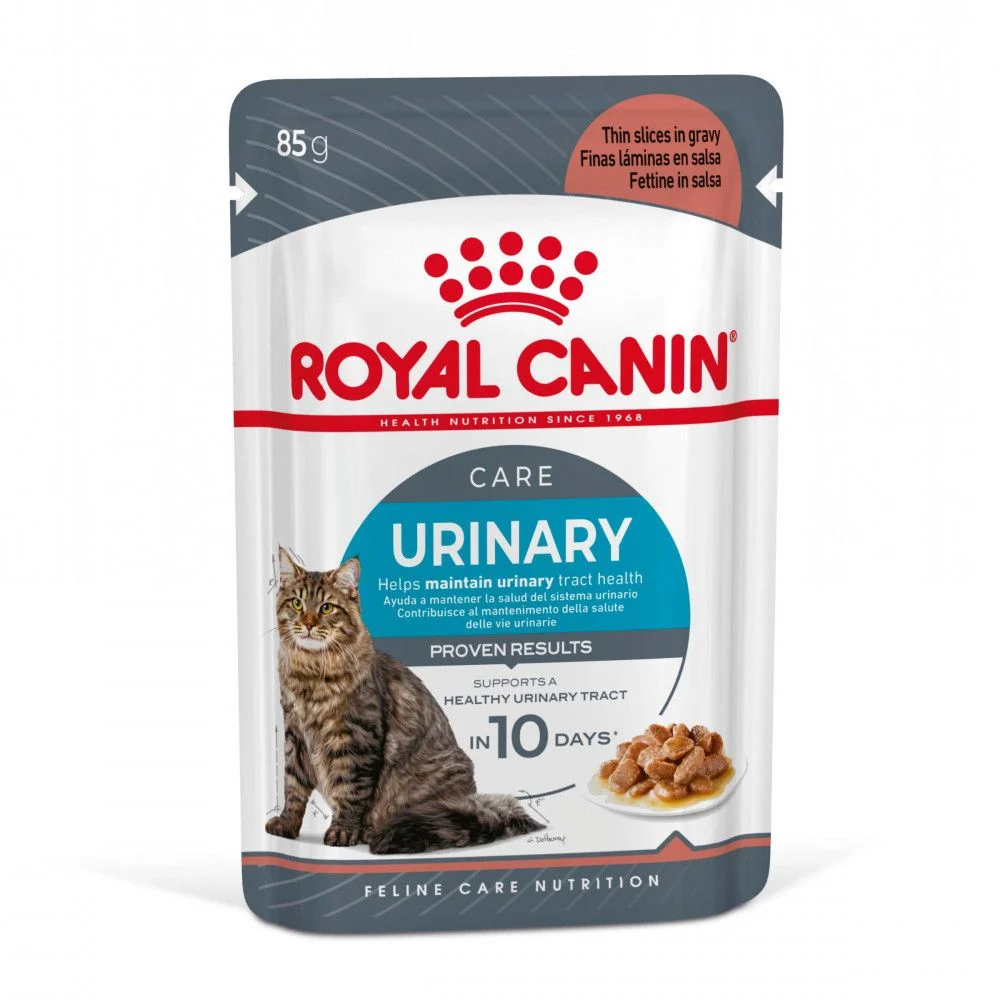 85 g
Thin slices in gravy
Finas láminas en salsa
Fettine in salsa
ROYAL CANIN®
HEALTH NUTRITION SINCE 1968
CARE
URINARY
Helps maintain urinary tract health
Ayuda a mantener la salud del sistema urinario
Contribuisce al mantenimento della salute
delle vie urinarie
PROVEN RESULTS
SUPPORTS A
HEALTHY URINARY TRACT
IN 10 DAYS*
FELINE CARE NUTRITION